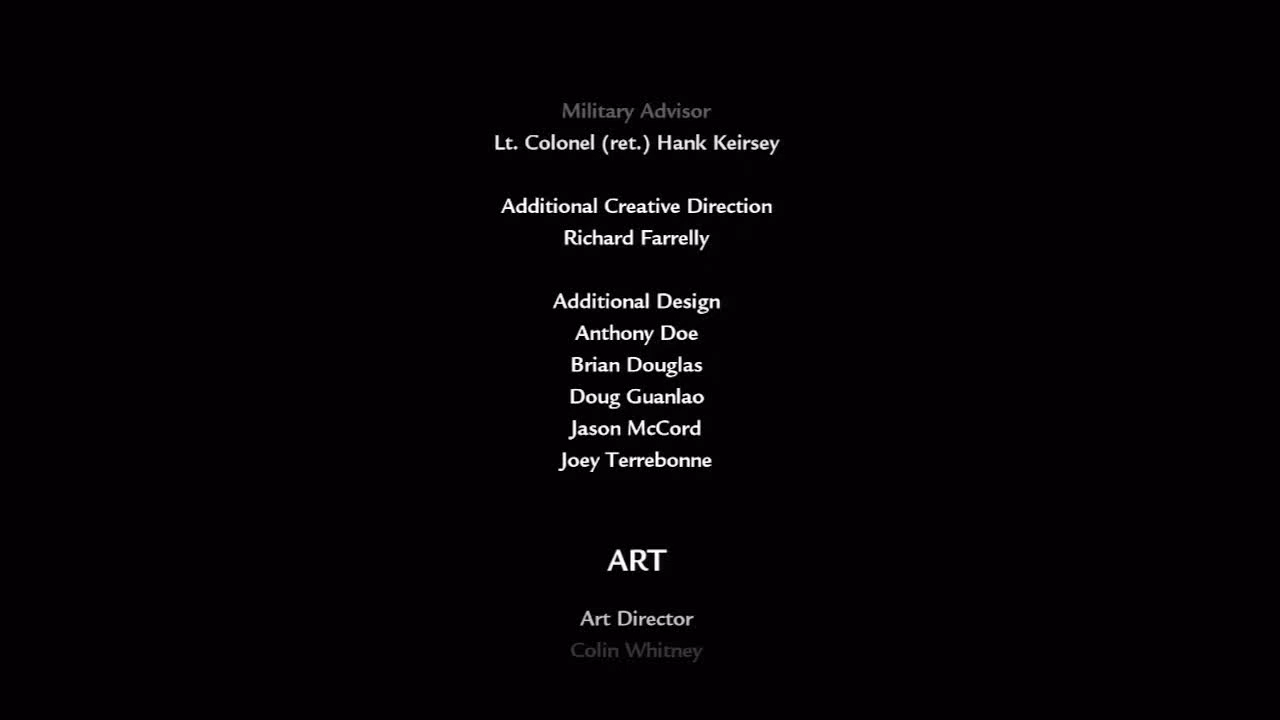 Military Advisor
Lt. Colonel (ret.) Hank Keirsey
Additional Creative Direction
Richard Farrelly
Additional Design
Anthony Doe
Brian Douglas
Doug Guanlao
Jason McCord
Joey Terrebonne
ART
Art Director
Colin Whitney